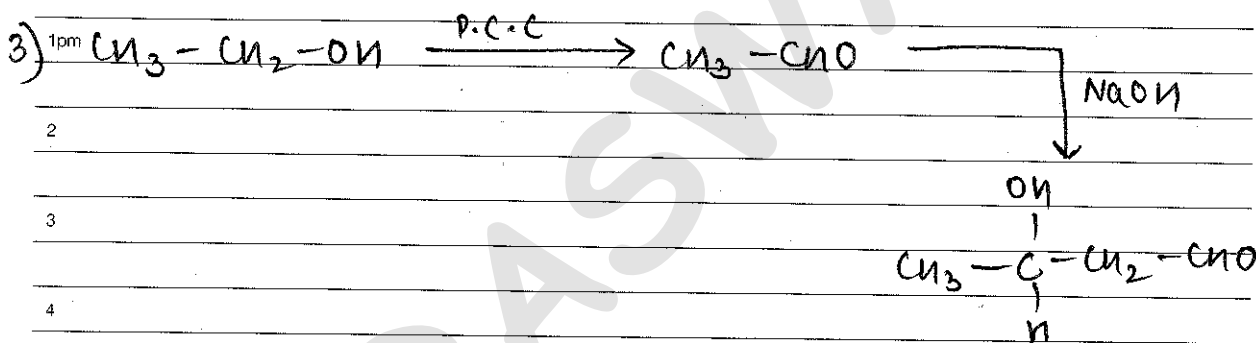 P.C.C
3) 1pm CH3 - CH2 - OH ⟶ CH3 - CHO
NaOH
2
OH
3
|
CH3 - C - CH2 - CHO
|
4
H